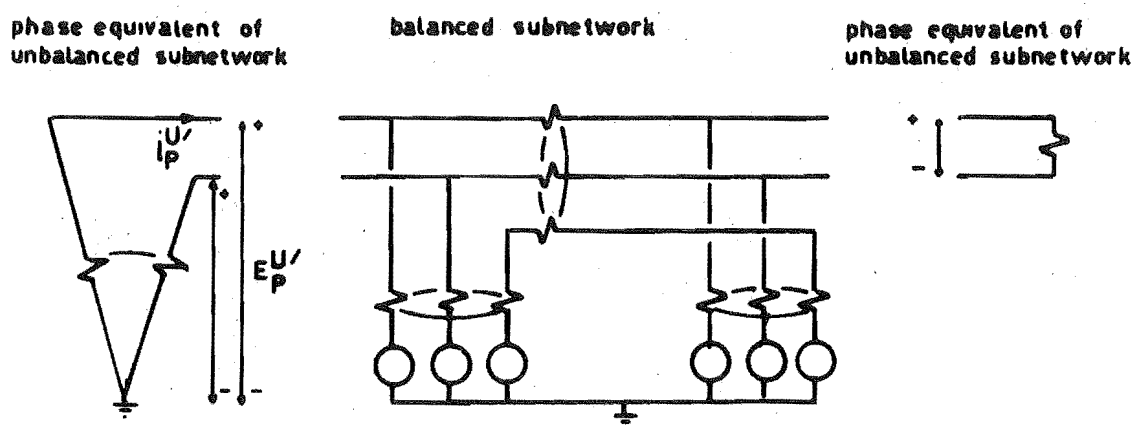 phase equivalent of
unbalanced subnetwork
balanced subnetwork
phase equivalent of
unbalanced subnetwork
i_P^U/
+
+
+
-
E_P^U/
- -